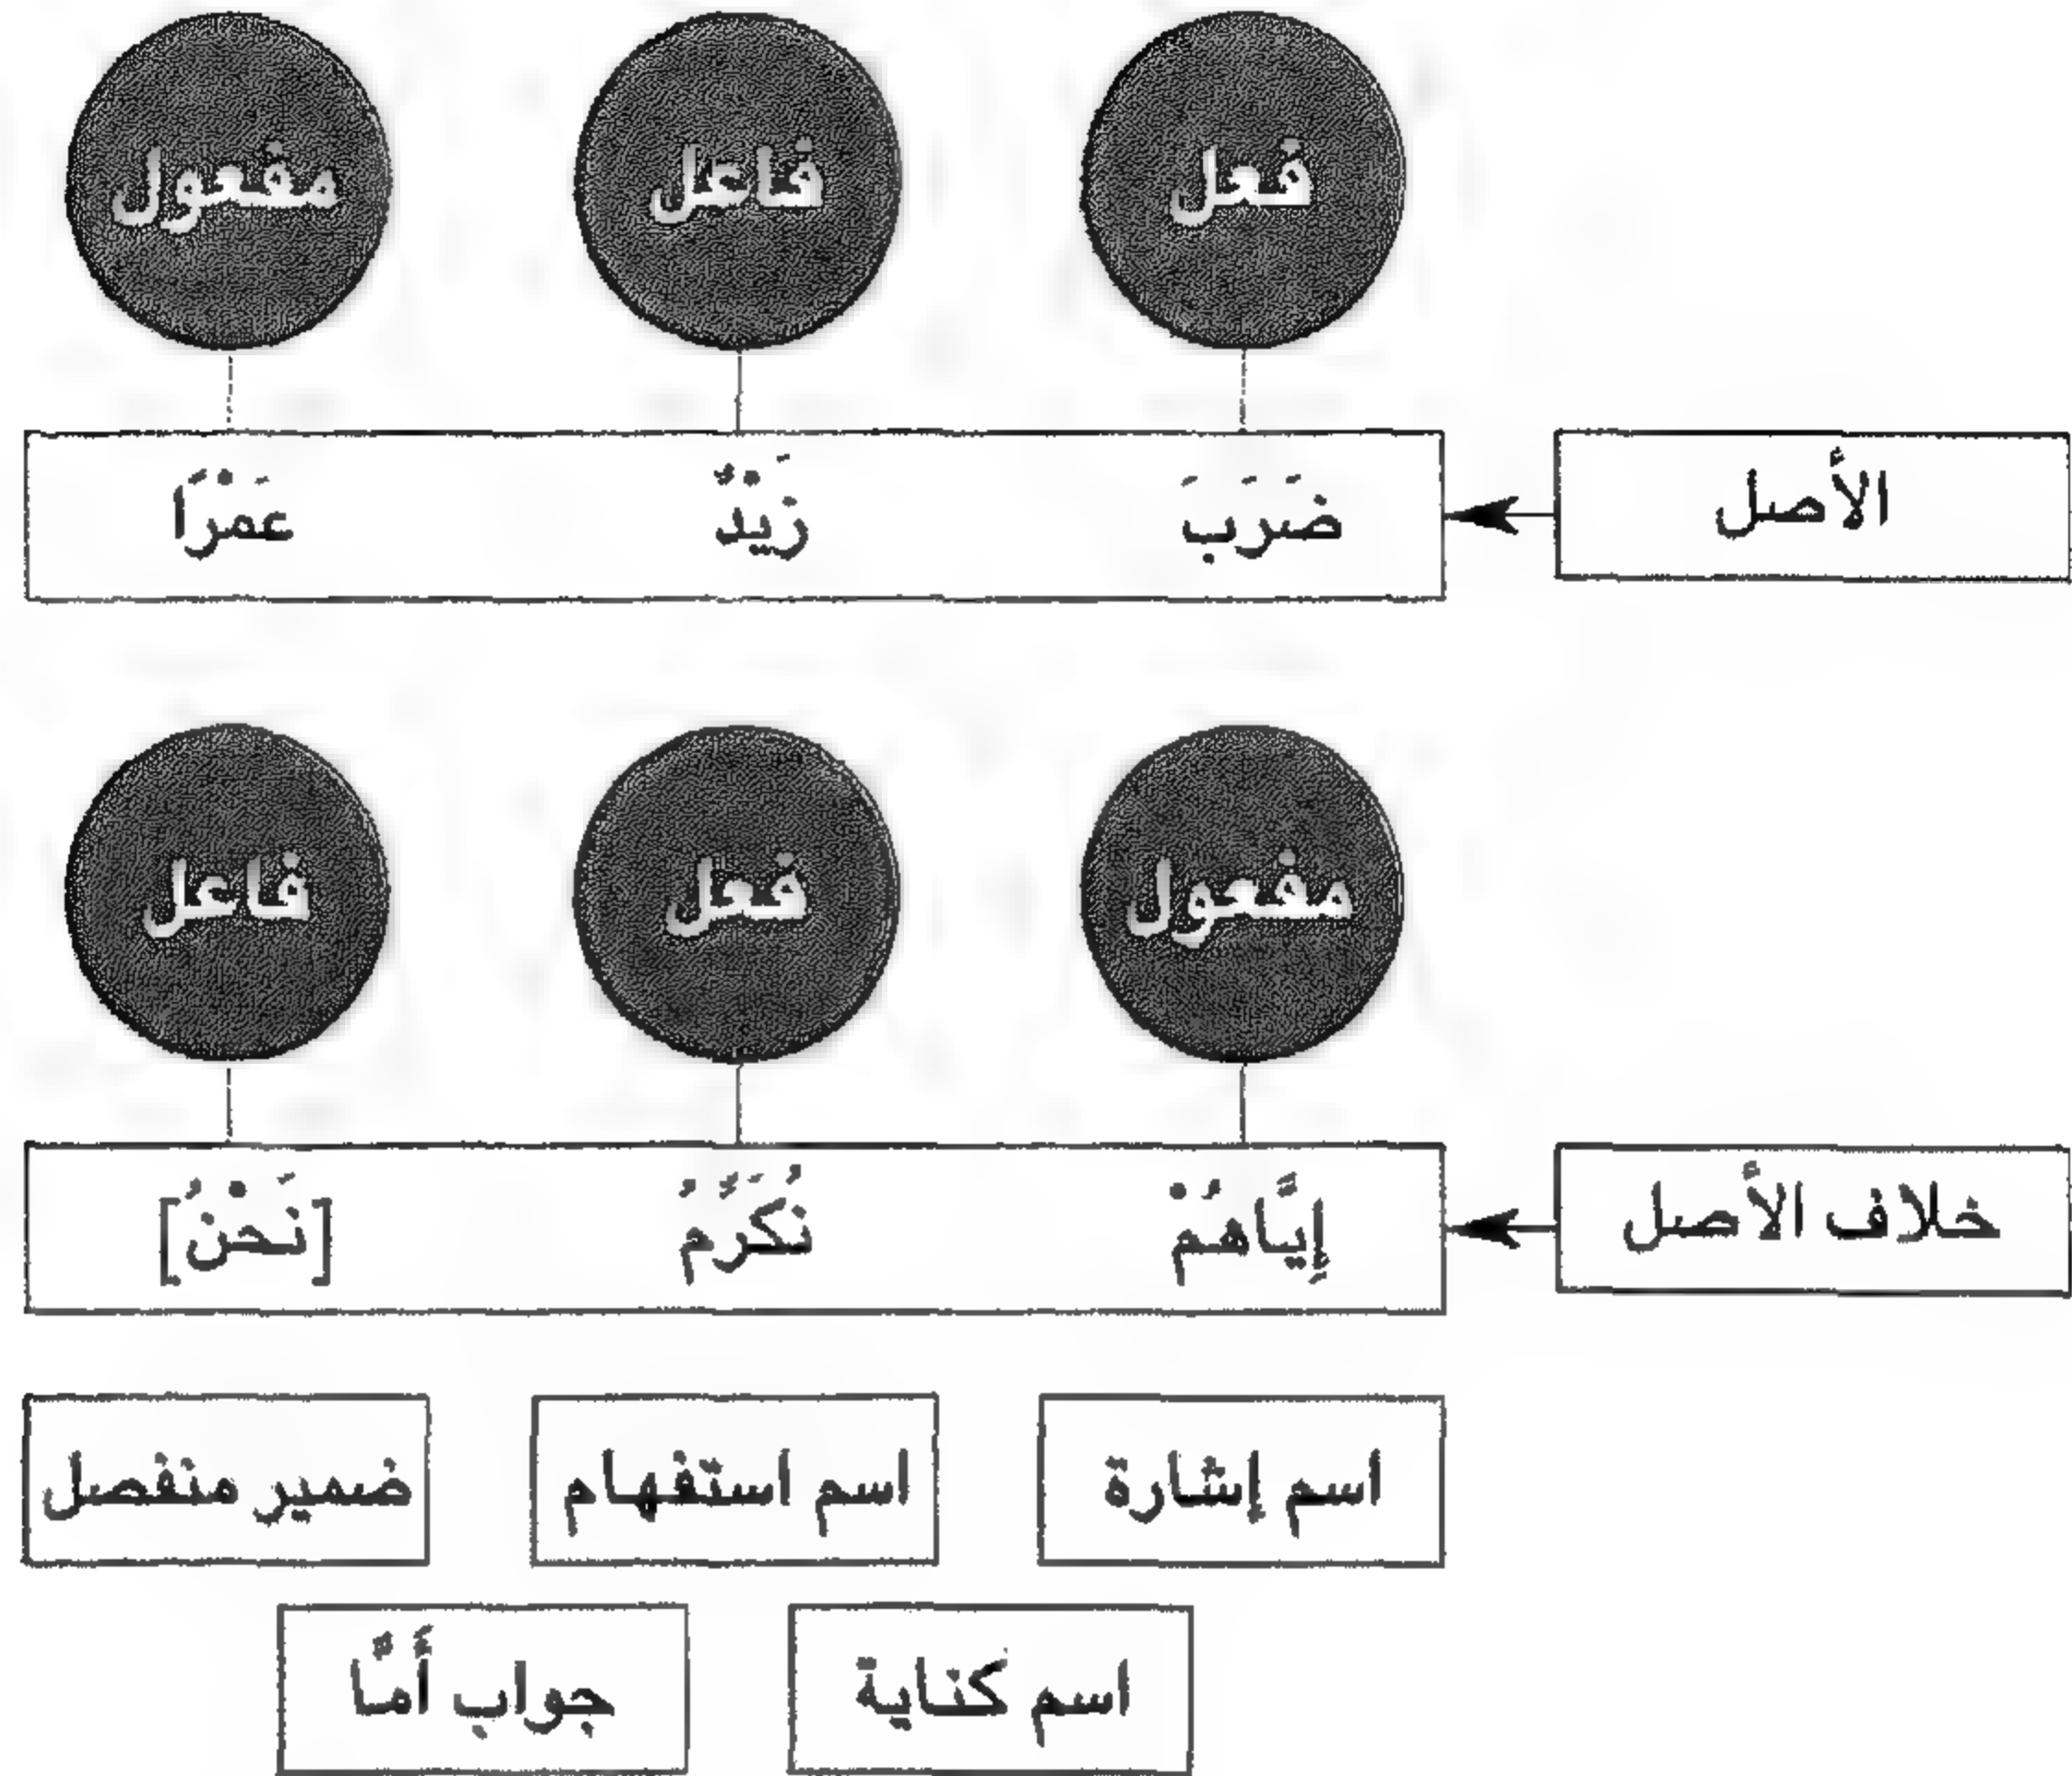 فعل فاعل مفعول
الأصل ضَرَبَ زَيْدٌ عَمْرًا
مفعول فعل فاعل
خلاف الأصل إِيَّاهُمْ نُكَرِّمُ [نَحْنُ]
اسم إشارة اسم استفهام ضمير منفصل
اسم كناية جواب أَمَّا